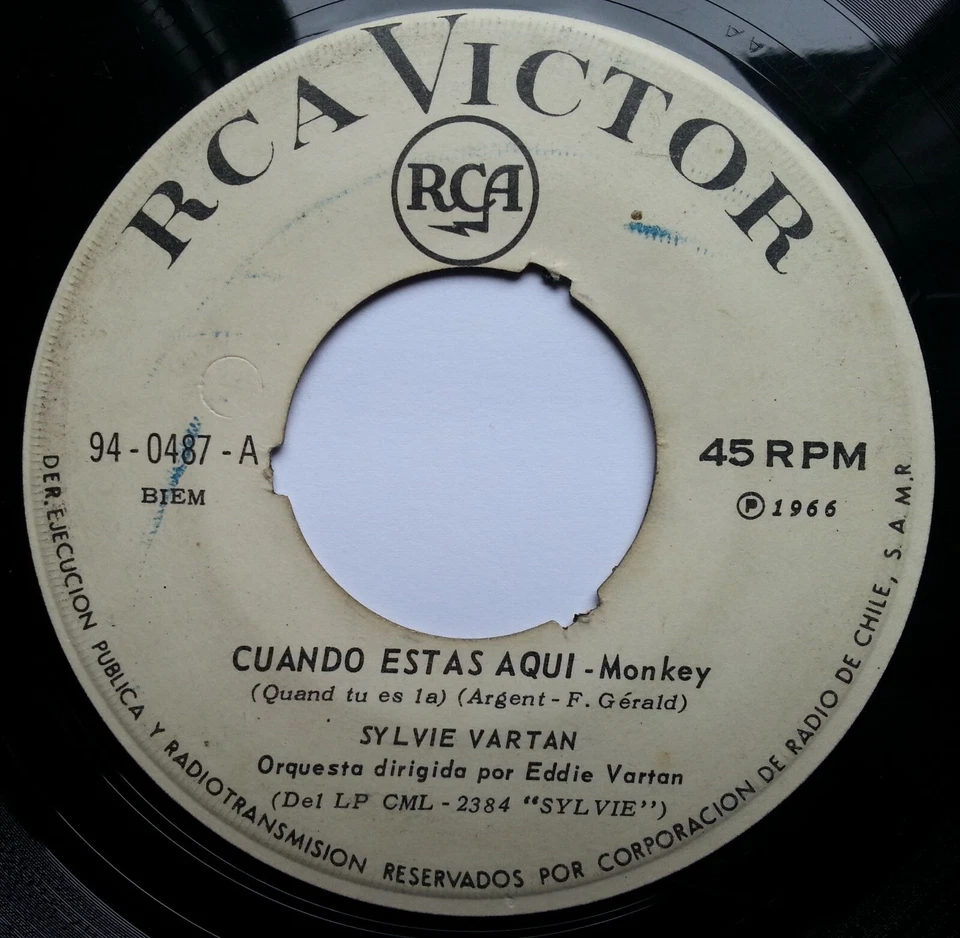 RCA VICTOR
RCA
94-0487-A
BIEM
45 RPM
Ⓟ 1966
CUANDO ESTAS AQUI - Monkey
(Quand tu es la) (Argent - F. Gérald)
SYLVIE VARTAN
Orquesta dirigida por Eddie Vartan
(Del LP CML - 2384 "SYLVIE")
DER. EJECUCION PUBLICA Y RADIOTRANSMISION RESERVADOS POR CORPORACION DE RADIO DE CHILE, S. A. M.R.